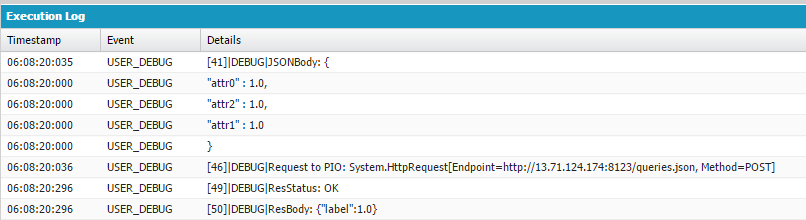 Execution Log
Timestamp Event Details
06:08:20:035 USER_DEBUG [41]|DEBUG|JSONBody: {
06:08:20:000 USER_DEBUG "attr0" : 1.0,
06:08:20:000 USER_DEBUG "attr2" : 1.0,
06:08:20:000 USER_DEBUG "attr1" : 1.0
06:08:20:000 USER_DEBUG }
06:08:20:036 USER_DEBUG [46]|DEBUG|Request to PIO: System.HttpRequest[Endpoint=http://13.71.124.174:8123/queries.json, Method=POST]
06:08:20:296 USER_DEBUG [49]|DEBUG|ResStatus: OK
06:08:20:296 USER_DEBUG [50]|DEBUG|ResBody: {"label":1.0}